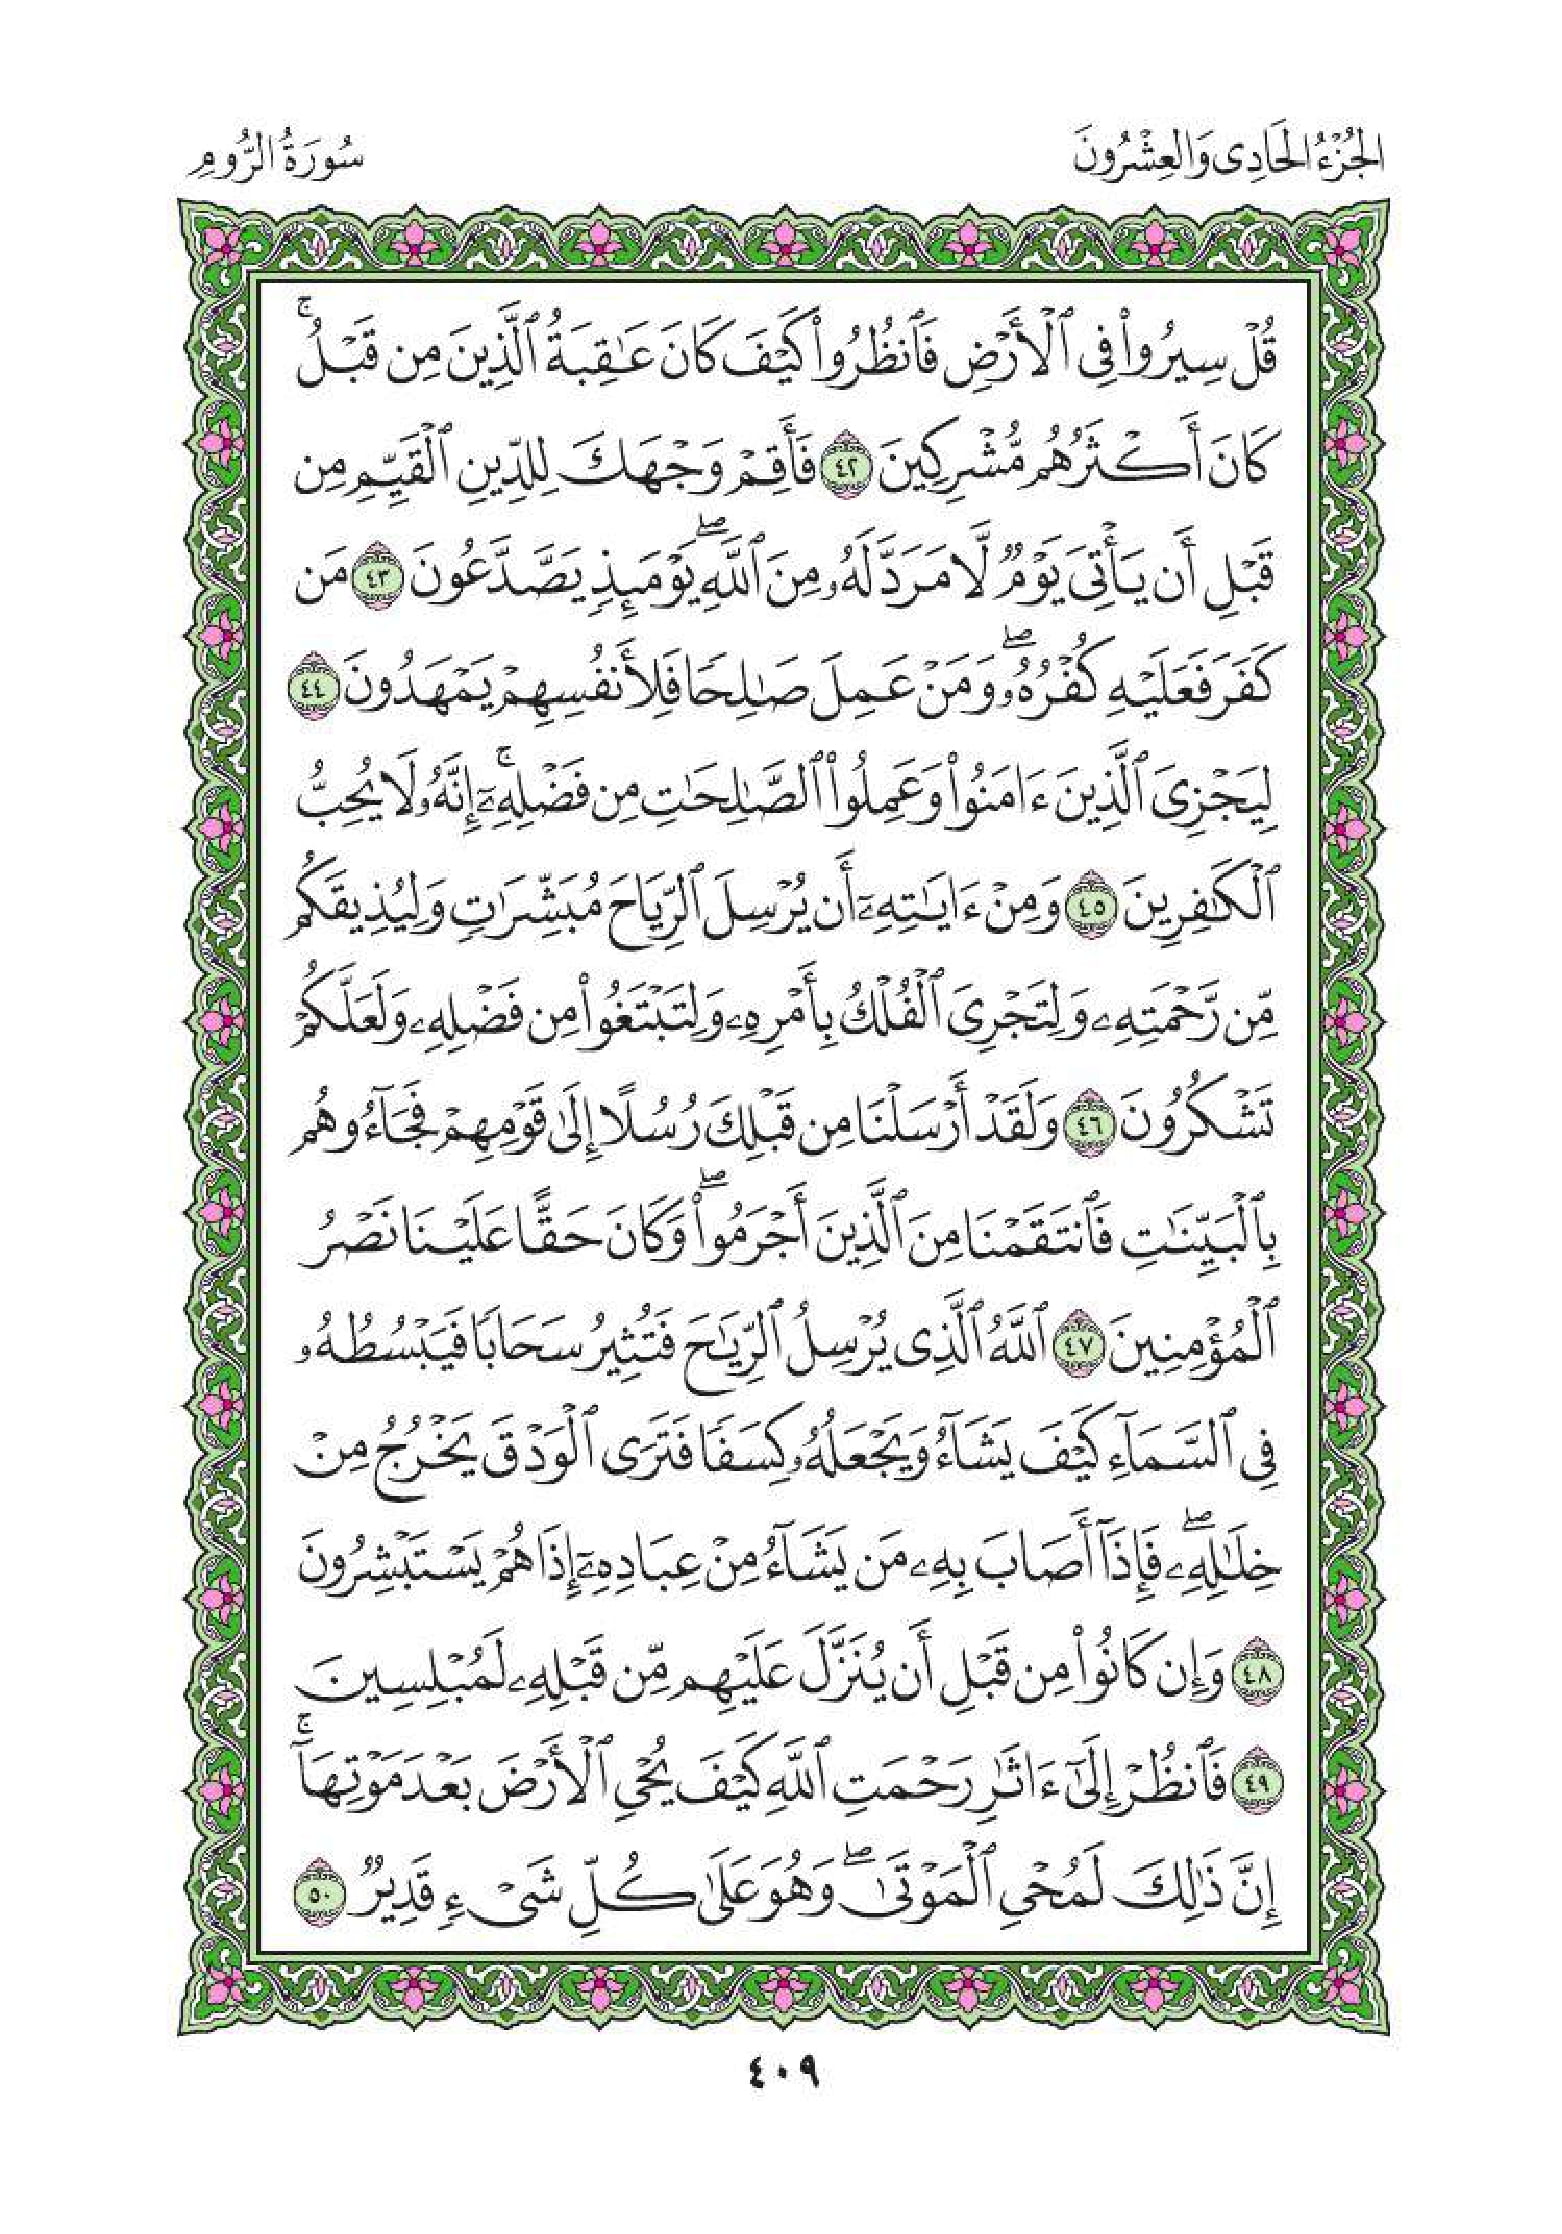 الجُزْءُ الحَادِى وَالعِشْرُونَ
سُورَةُ الرُّومِ
قُلْ سِيرُوا۟ فِى ٱلْأَرْضِ فَٱنظُرُوا۟ كَيْفَ كَانَ عَـٰقِبَةُ ٱلَّذِينَ مِن قَبْلُ ۚ
كَانَ أَكْثَرُهُم مُّشْرِكِينَ ٤٢ فَأَقِمْ وَجْهَكَ لِلدِّينِ ٱلْقَيِّمِ مِن
قَبْلِ أَن يَأْتِىَ يَوْمٌ لَّا مَرَدَّ لَهُۥ مِنَ ٱللَّهِ ۖ يَوْمَئِذٍ يَصَّدَّعُونَ ٤٣ مَن
كَفَرَ فَعَلَيْهِ كُفْرُهُۥ ۖ وَمَنْ عَمِلَ صَـٰلِحًا فَلِأَنفُسِهِمْ يَمْهَدُونَ ٤٤
لِيَجْزِىَ ٱلَّذِينَ ءَامَنُوا۟ وَعَمِلُوا۟ ٱلصَّـٰلِحَـٰتِ مِن فَضْلِهِۦٓ ۚ إِنَّهُۥ لَا يُحِبُّ
ٱلْكَـٰفِرِينَ ٤٥ وَمِنْ ءَايَـٰتِهِۦٓ أَن يُرْسِلَ ٱلرِّيَاحَ مُبَشِّرَٰتٍ وَلِيُذِيقَكُم
مِّن رَّحْمَتِهِۦ وَلِتَجْرِىَ ٱلْفُلْكُ بِأَمْرِهِۦ وَلِتَبْتَغُوا۟ مِن فَضْلِهِۦ وَلَعَلَّكُمْ
تَشْكُرُونَ ٤٦ وَلَقَدْ أَرْسَلْنَا مِن قَبْلِكَ رُسُلًا إِلَىٰ قَوْمِهِمْ فَجَآءُوهُم
بِٱلْبَيِّنَـٰتِ فَٱنتَقَمْنَا مِنَ ٱلَّذِينَ أَجْرَمُوا۟ ۖ وَكَانَ حَقًّا عَلَيْنَا نَصْرُ
ٱلْمُؤْمِنِينَ ٤٧ ٱللَّهُ ٱلَّذِى يُرْسِلُ ٱلرِّيَـٰحَ فَتُثِيرُ سَحَابًا فَيَبْسُطُهُۥ
فِى ٱلسَّمَآءِ كَيْفَ يَشَآءُ وَيَجْعَلُهُۥ كِسَفًا فَتَرَى ٱلْوَدْقَ يَخْرُجُ مِنْ
خِلَـٰلِهِۦ ۖ فَإِذَآ أَصَابَ بِهِۦ مَن يَشَآءُ مِنْ عِبَادِهِۦٓ إِذَا هُمْ يَسْتَبْشِرُونَ
٤٨ وَإِن كَانُوا۟ مِن قَبْلِ أَن يُنَزَّلَ عَلَيْهِم مِّن قَبْلِهِۦ لَمُبْلِسِينَ
٤٩ فَٱنظُرْ إِلَىٰٓ ءَاثَـٰرِ رَحْمَتِ ٱللَّهِ كَيْفَ يُحْىِ ٱلْأَرْضَ بَعْدَ مَوْتِهَآ ۚ
إِنَّ ذَٰلِكَ لَمُحْىِ ٱلْمَوْتَىٰ ۖ وَهُوَ عَلَىٰ كُلِّ شَىْءٍ قَدِيرٌ ٥٠
٤٠٩